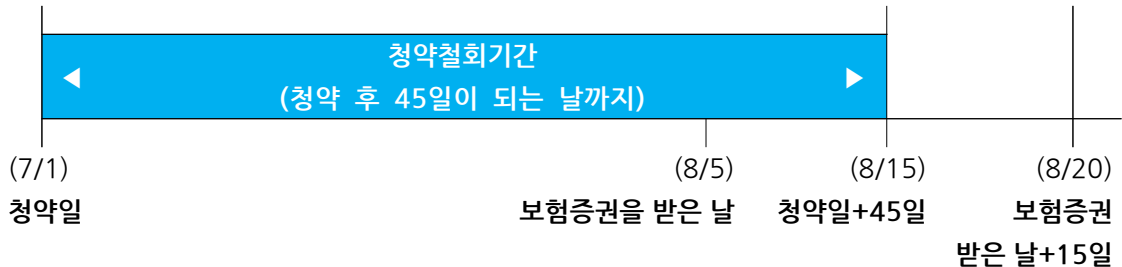 청약철회기간
(청약 후 45일이 되는 날까지)
(7/1)
(8/5)
(8/15)
(8/20)
청약일
보험증권을 받은 날
청약일+45일
보험증권
받은 날+15일